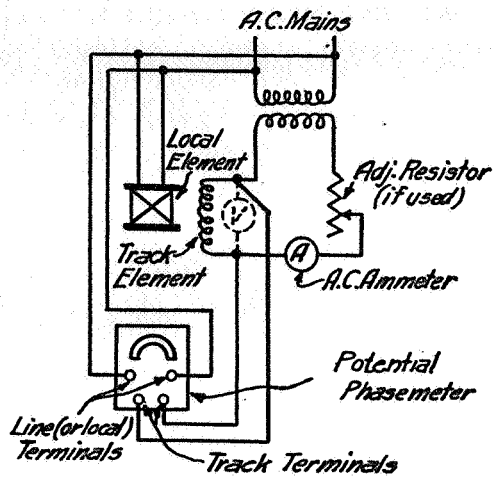 A.C. Mains
Local
Element
Adj. Resistor
(if used)
V
Track
Element
A
A.C. Ammeter
Potential
Phasemeter
Line (or local)
Terminals
Track Terminals